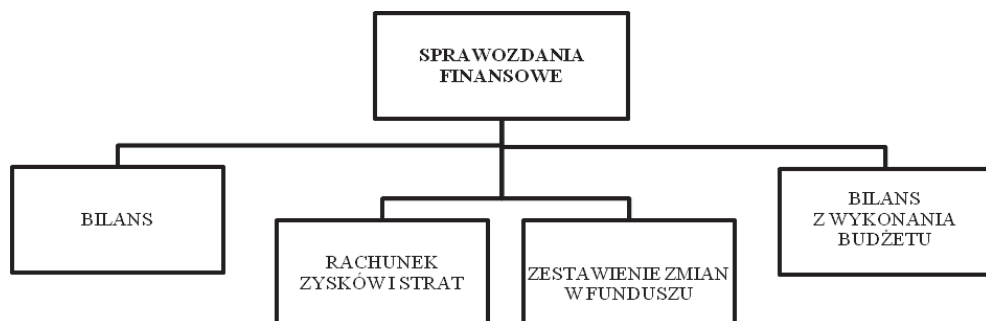 SPRAWOZDANIA
FINANSOWE
BILANS
RACHUNEK
ZYSKÓW I STRAT
ZESTAWIENIE ZMIAN
W FUNDUSZU
BILANS
Z WYKONANIA
BUDŻETU